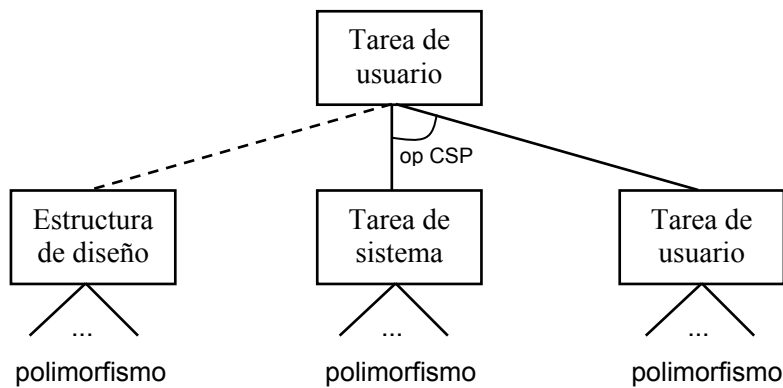 Tarea de
usuario
op CSP
Estructura
de diseño
Tarea de
sistema
Tarea de
usuario
...
...
...
polimorfismo
polimorfismo
polimorfismo